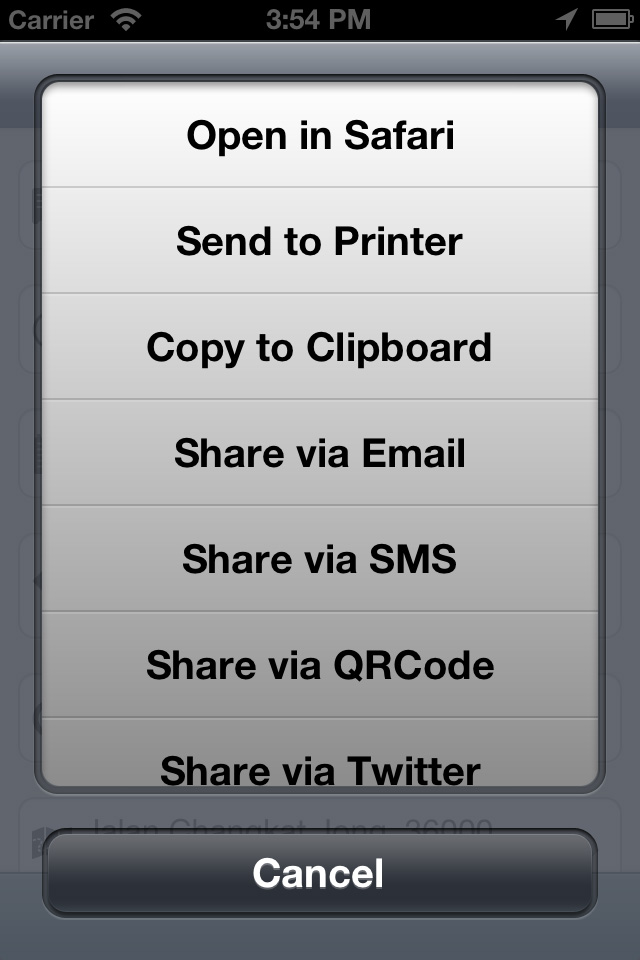 Carrier 3:54 PM
Open in Safari
Send to Printer
Copy to Clipboard
Share via Email
Share via SMS
Share via QRCode
Share via Twitter
Jalan Changkat Jong, 36000
Cancel